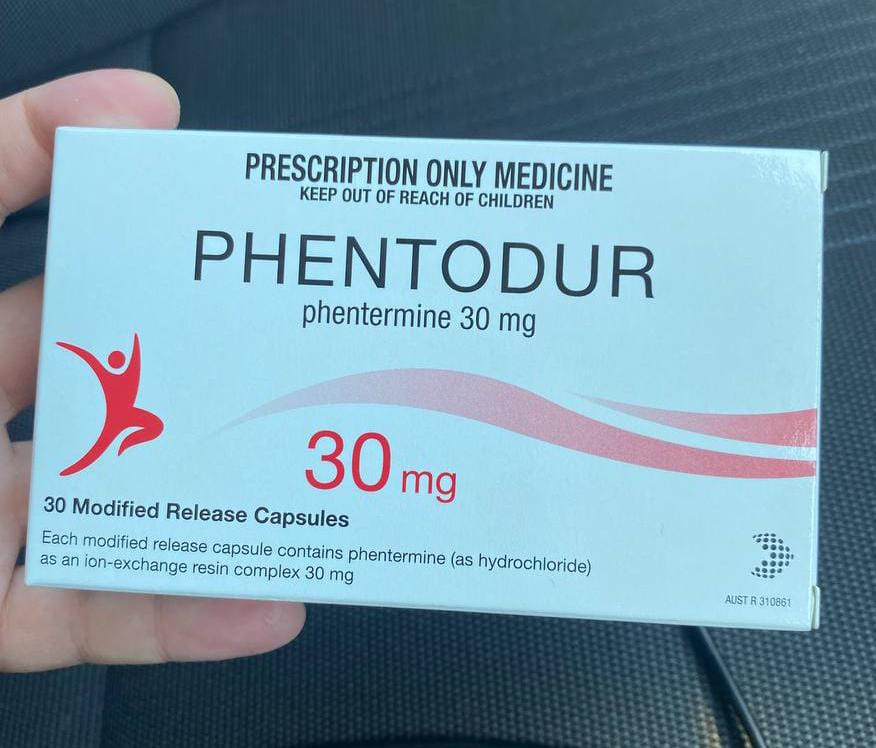 PRESCRIPTION ONLY MEDICINE
KEEP OUT OF REACH OF CHILDREN
PHENTODUR
phentermine 30 mg
30 mg
30 Modified Release Capsules
Each modified release capsule contains phentermine (as hydrochloride)
as an ion-exchange resin complex 30 mg
AUST R 310861